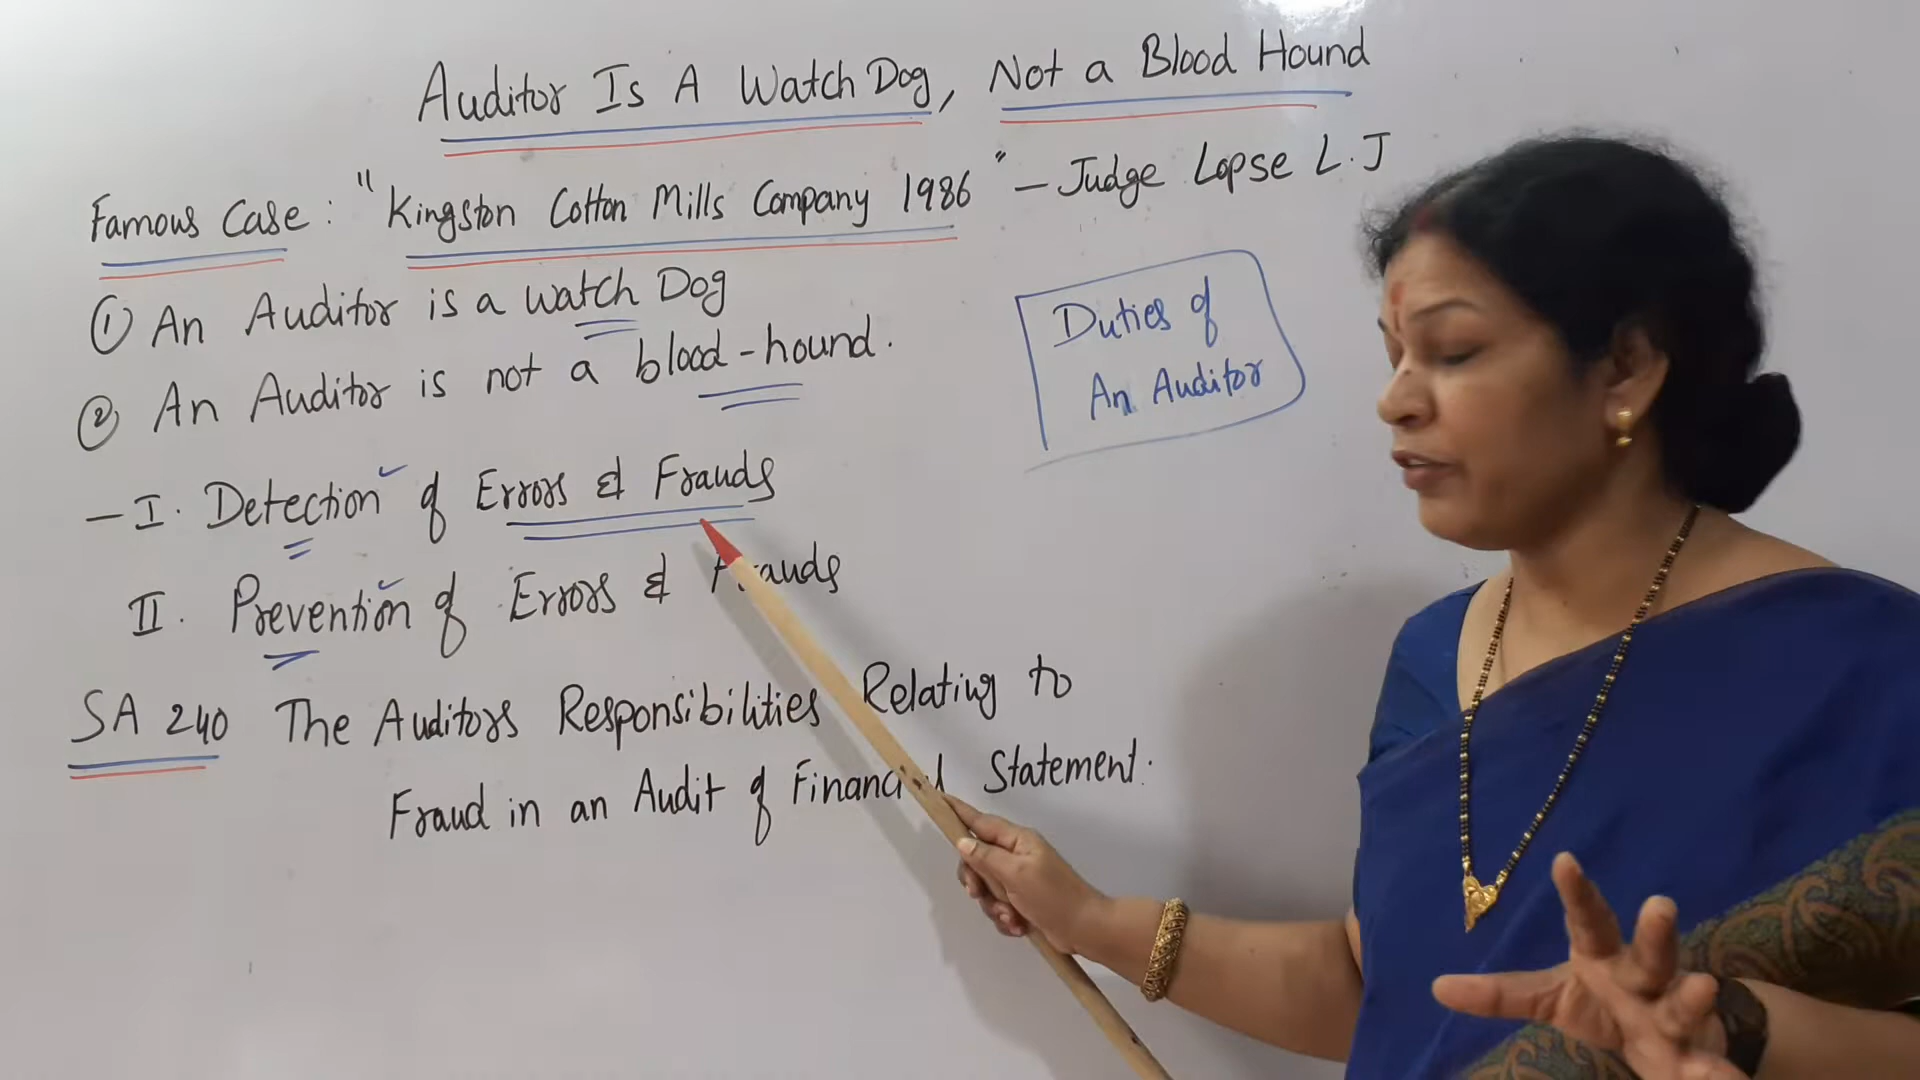 Auditor Is A Watch Dog, Not a Blood Hound
Famous Case: "Kingston Cotton Mills Company 1986" - Judge Lopse L.J
① An Auditor is a watch Dog
② An Auditor is not a blood-hound.
Duties of
An Auditor
- I. Detection of Errors & Frauds
II. Prevention of Errors & Frauds
SA 240 The Auditors Responsibilities Relating to
Fraud in an Audit of Financial Statement.